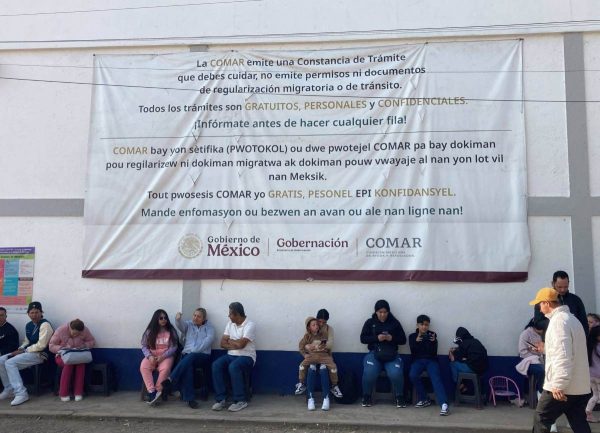 La COMAR emite una Constancia de Trámite
que debes cuidar, no emite permisos ni documentos
de regularización migratoria o de tránsito.
Todos los trámites son GRATUITOS, PERSONALES y CONFIDENCIALES.
¡Infórmate antes de hacer cualquier fila!
COMAR bay yon sètifika (PWOTOKOL) ou dwe pwotejel COMAR pa bay dokiman
pou regilarizew ni dokiman migratwa ak dokiman pouw vwayaje al nan yon lot vil
nan Meksik.
Tout pwosesis COMAR yo GRATIS, PESONEL EPI KONFIDANSYEL.
Mande enfomasyon ou bezwen an avan ou ale nan ligne nan!
Gobierno de
México
Gobernación
COMAR